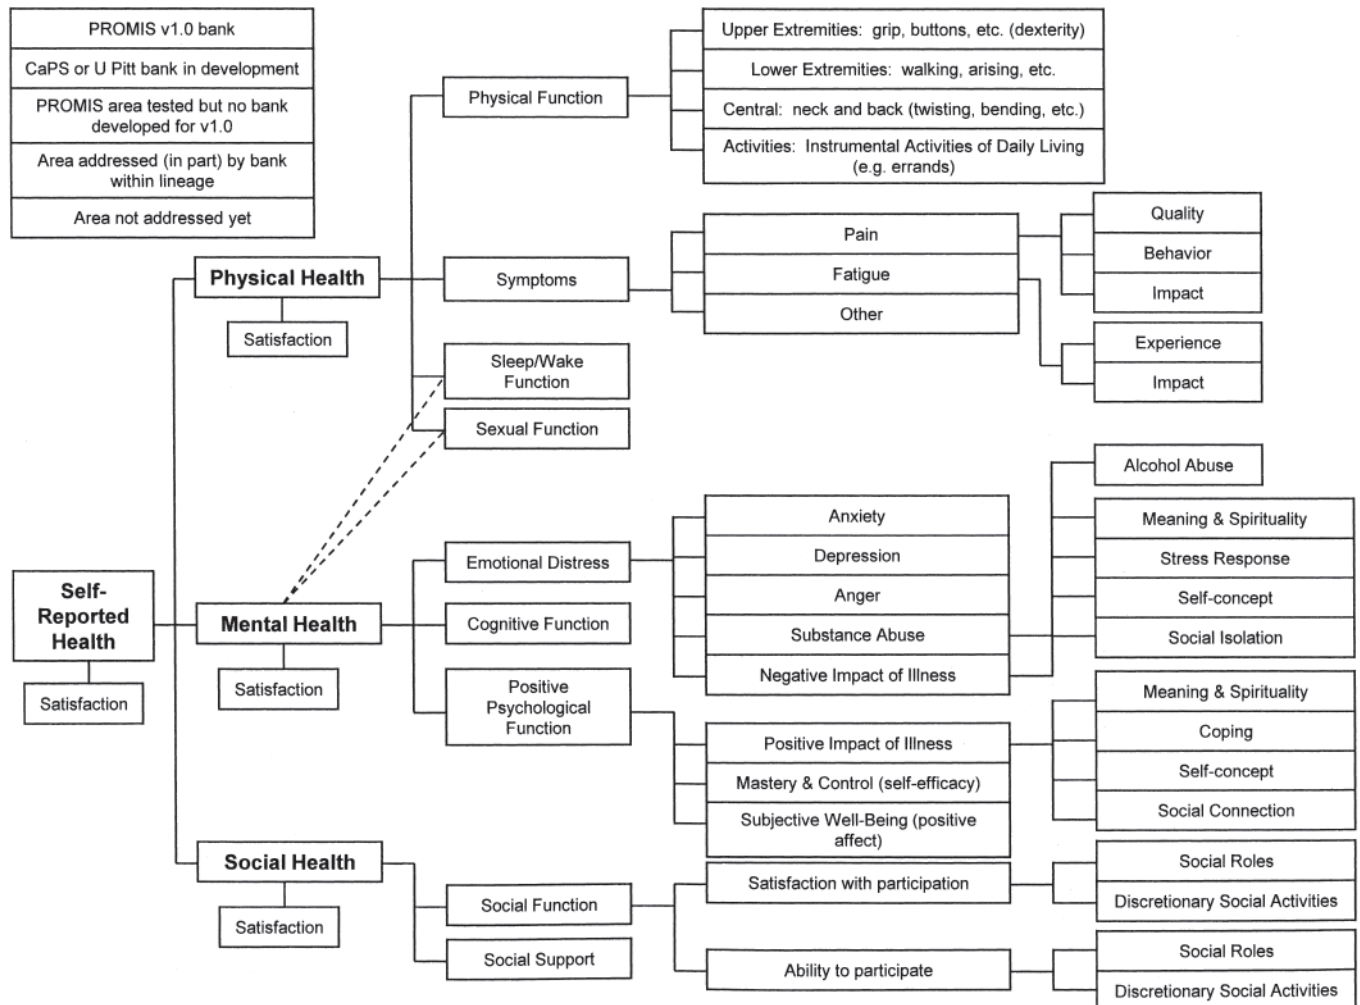 PROMIS v1.0 bank
CaPS or U Pitt bank in development
PROMIS area tested but no bank
developed for v1.0
Area addressed (in part) by bank
within lineage
Area not addressed yet
Self-
Reported
Health
Satisfaction
Physical Health
Satisfaction
Physical Function
Upper Extremities: grip, buttons, etc. (dexterity)
Lower Extremities: walking, arising, etc.
Central: neck and back (twisting, bending, etc.)
Activities: Instrumental Activities of Daily Living
(e.g. errands)
Symptoms
Pain
Fatigue
Other
Quality
Behavior
Impact
Experience
Impact
Sleep/Wake
Function
Sexual Function
Mental Health
Satisfaction
Emotional Distress
Anxiety
Depression
Anger
Substance Abuse
Negative Impact of Illness
Alcohol Abuse
Meaning & Spirituality
Stress Response
Self-concept
Social Isolation
Cognitive Function
Positive
Psychological
Function
Positive Impact of Illness
Mastery & Control (self-efficacy)
Subjective Well-Being (positive
affect)
Meaning & Spirituality
Coping
Self-concept
Social Connection
Social Health
Satisfaction
Social Function
Satisfaction with participation
Social Roles
Discretionary Social Activities
Ability to participate
Social Roles
Discretionary Social Activities
Social Support